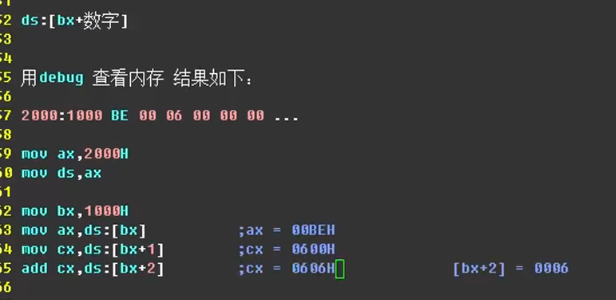 52 ds:[bx+数字]
53
54
55 用debug 查看内存 结果如下：
56
57 2000:1000 BE 00 06 00 00 00 ...
58
59 mov ax,2000H
60 mov ds,ax
61
62 mov bx,1000H
63 mov ax,ds:[bx] ;ax = 00BEH
64 mov cx,ds:[bx+1] ;cx = 0600H
65 add cx,ds:[bx+2] ;cx = 0606H [bx+2] = 0006
66